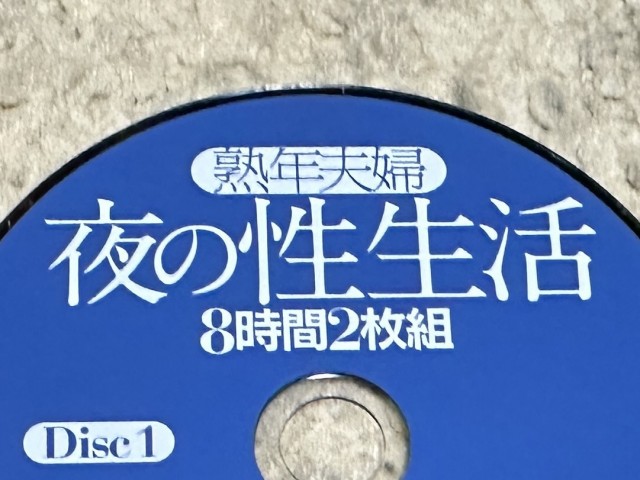 熟年夫婦
夜の性生活
8時間2枚組
Disc 1